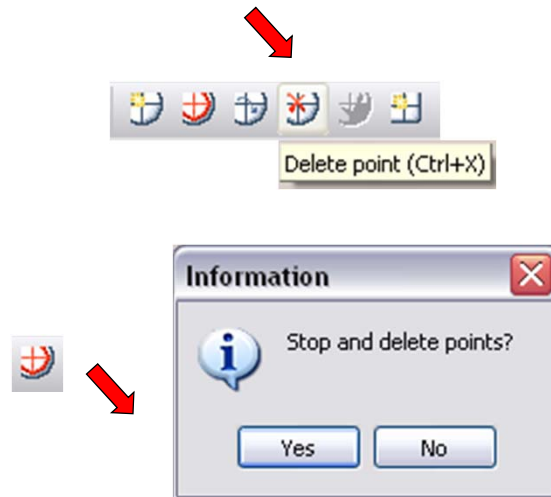 Delete point (Ctrl+X)
Information
Stop and delete points?
Yes
No